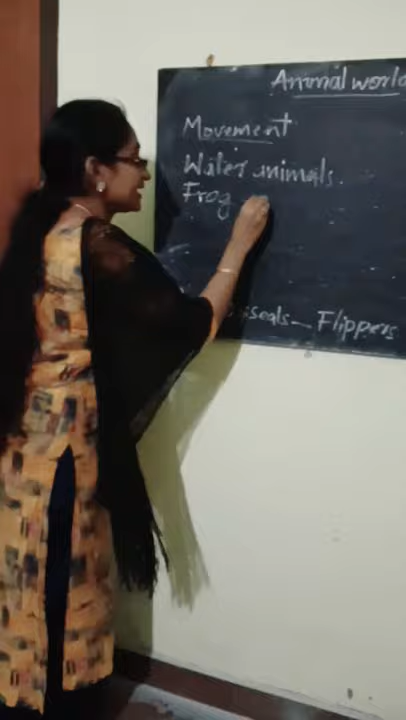 Animal world
Movement
Water animals.
Frog
seals — Flippers